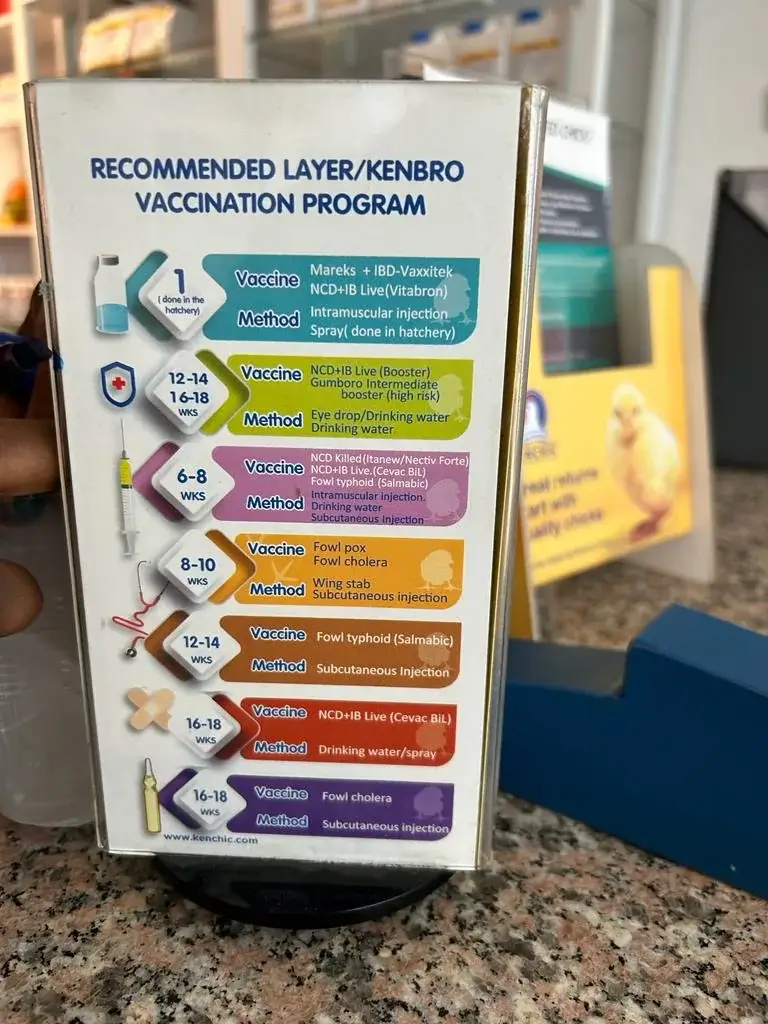 RECOMMENDED LAYER/KENBRO
VACCINATION PROGRAM
1
( done in the
hatchery)
Vaccine
Mareks + IBD-Vaxxitek
NCD+IB Live(Vitabron)
Method
Intramuscular injection
Spray( done in hatchery)
12-14
16-18
WKS
Vaccine
NCD+IB Live (Booster)
Gumboro Intermediate
booster (high risk)
Method
Eye drop/Drinking water
Drinking water
6-8
WKS
Vaccine
NCD Killed(Itanew/Nectiv Forte)
NCD+IB Live.(Cevac BiL)
Fowl typhoid (Salmabic)
Method
Intramuscular injection.
Drinking water
Subcutaneous Injection
8-10
WKS
Vaccine
Fowl pox
Fowl cholera
Method
Wing stab
Subcutaneous injection
12-14
WKS
Vaccine
Fowl typhoid (Salmabic)
Method
Subcutaneous Injection
16-18
WKS
Vaccine
NCD+IB Live (Cevac BiL)
Method
Drinking water/spray
16-18
WKS
Vaccine
Fowl cholera
Method
Subcutaneous injection
www.kenchic.com
returns
with